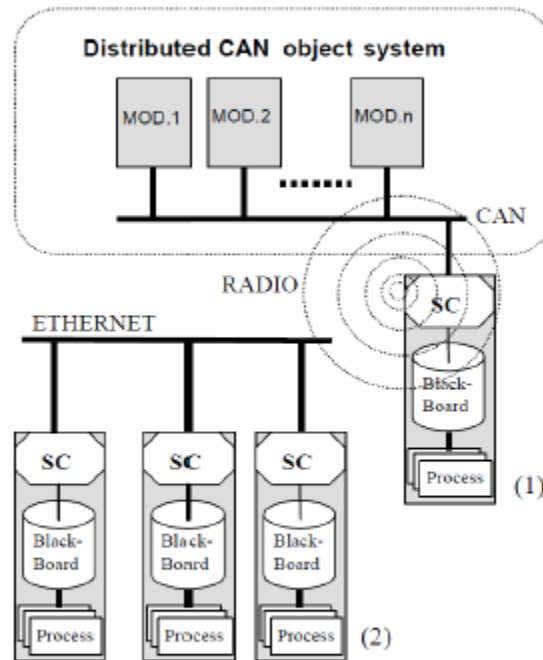 Distributed CAN object system
MOD.1
MOD.2
MOD.n
CAN
RADIO
SC
ETHERNET
Black-
Board
Process
(1)
SC
SC
SC
Black-
Board
Black-
Board
Black-
Board
Process
Process
Process
(2)